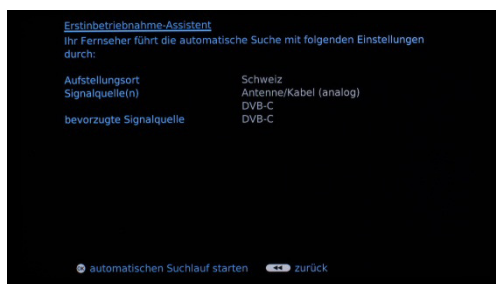 Erstinbetriebnahme-Assistent
Ihr Fernseher führt die automatische Suche mit folgenden Einstellungen
durch:
Aufstellungsort Schweiz
Signalquelle(n) Antenne/Kabel (analog)
DVB-C
bevorzugte Signalquelle DVB-C
OK automatischen Suchlauf starten ◄◄ zurück